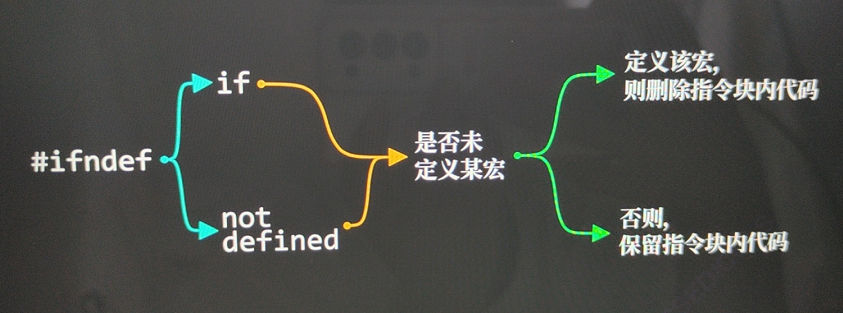 #ifndef
if
not
defined
是否未
定义某宏
定义该宏,
则删除指令块内代码
否则,
保留指令块内代码